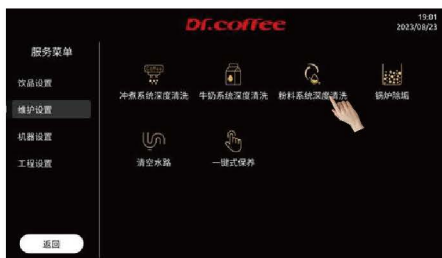 Dr.coffee
19:01
2023/08/23
服务菜单
饮品设置
维护设置
机器设置
工程设置
返回
冲煮系统深度清洗
牛奶系统深度清洗
粉料系统深度清洗
锅炉除垢
清空水路
一键式保养